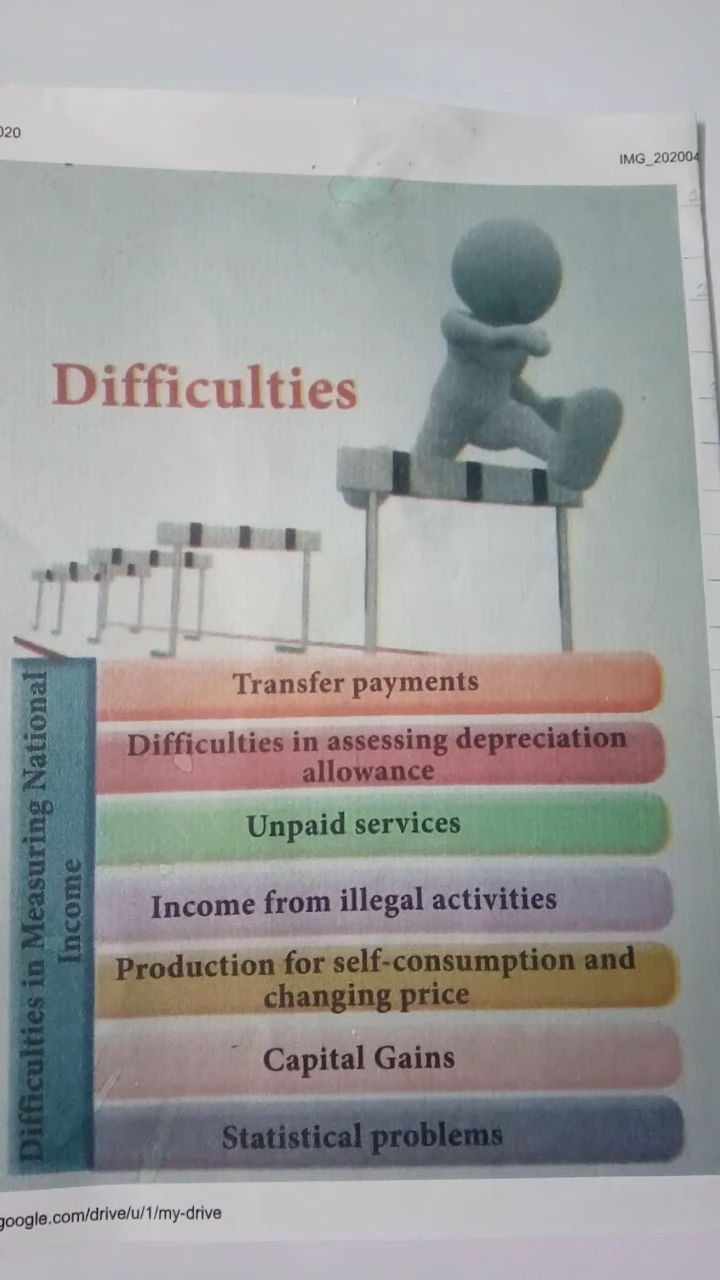 020
IMG_202004
Difficulties
Difficulties in Measuring National
Income
Transfer payments
Difficulties in assessing depreciation
allowance
Unpaid services
Income from illegal activities
Production for self-consumption and
changing price
Capital Gains
Statistical problems
google.com/drive/u/1/my-drive